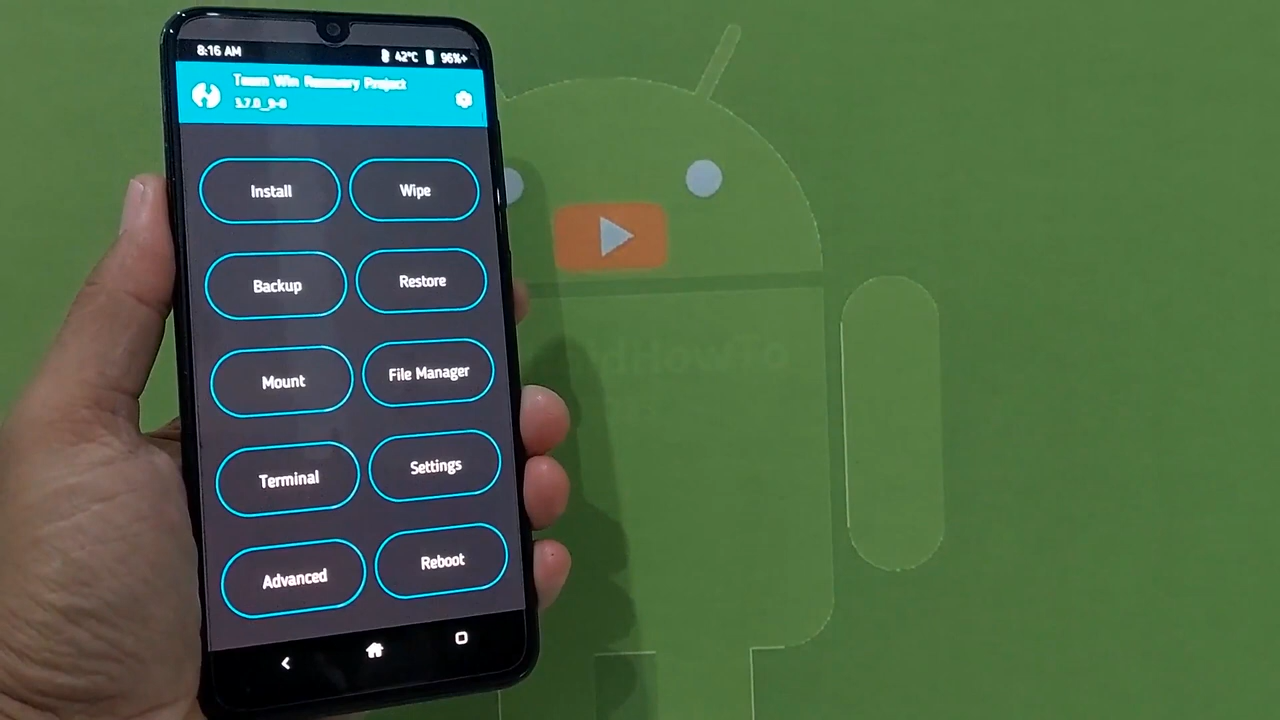 8:16 AM 42°C 96%+
Team Win Recovery Project
3.7.0_9-0
Install Wipe
Backup Restore
Mount File Manager
Terminal Settings
Advanced Reboot